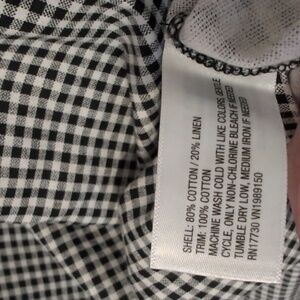 SHELL: 80% COTTON / 20% LINEN
TRIM: 100% COTTON
MACHINE WASH COLD WITH LIKE COLORS, GENTLE
CYCLE, ONLY NON-CHLORINE BLEACH IF NEEDED
TUMBLE DRY LOW, MEDIUM IRON IF NEEDED
RN17730 VN1989150